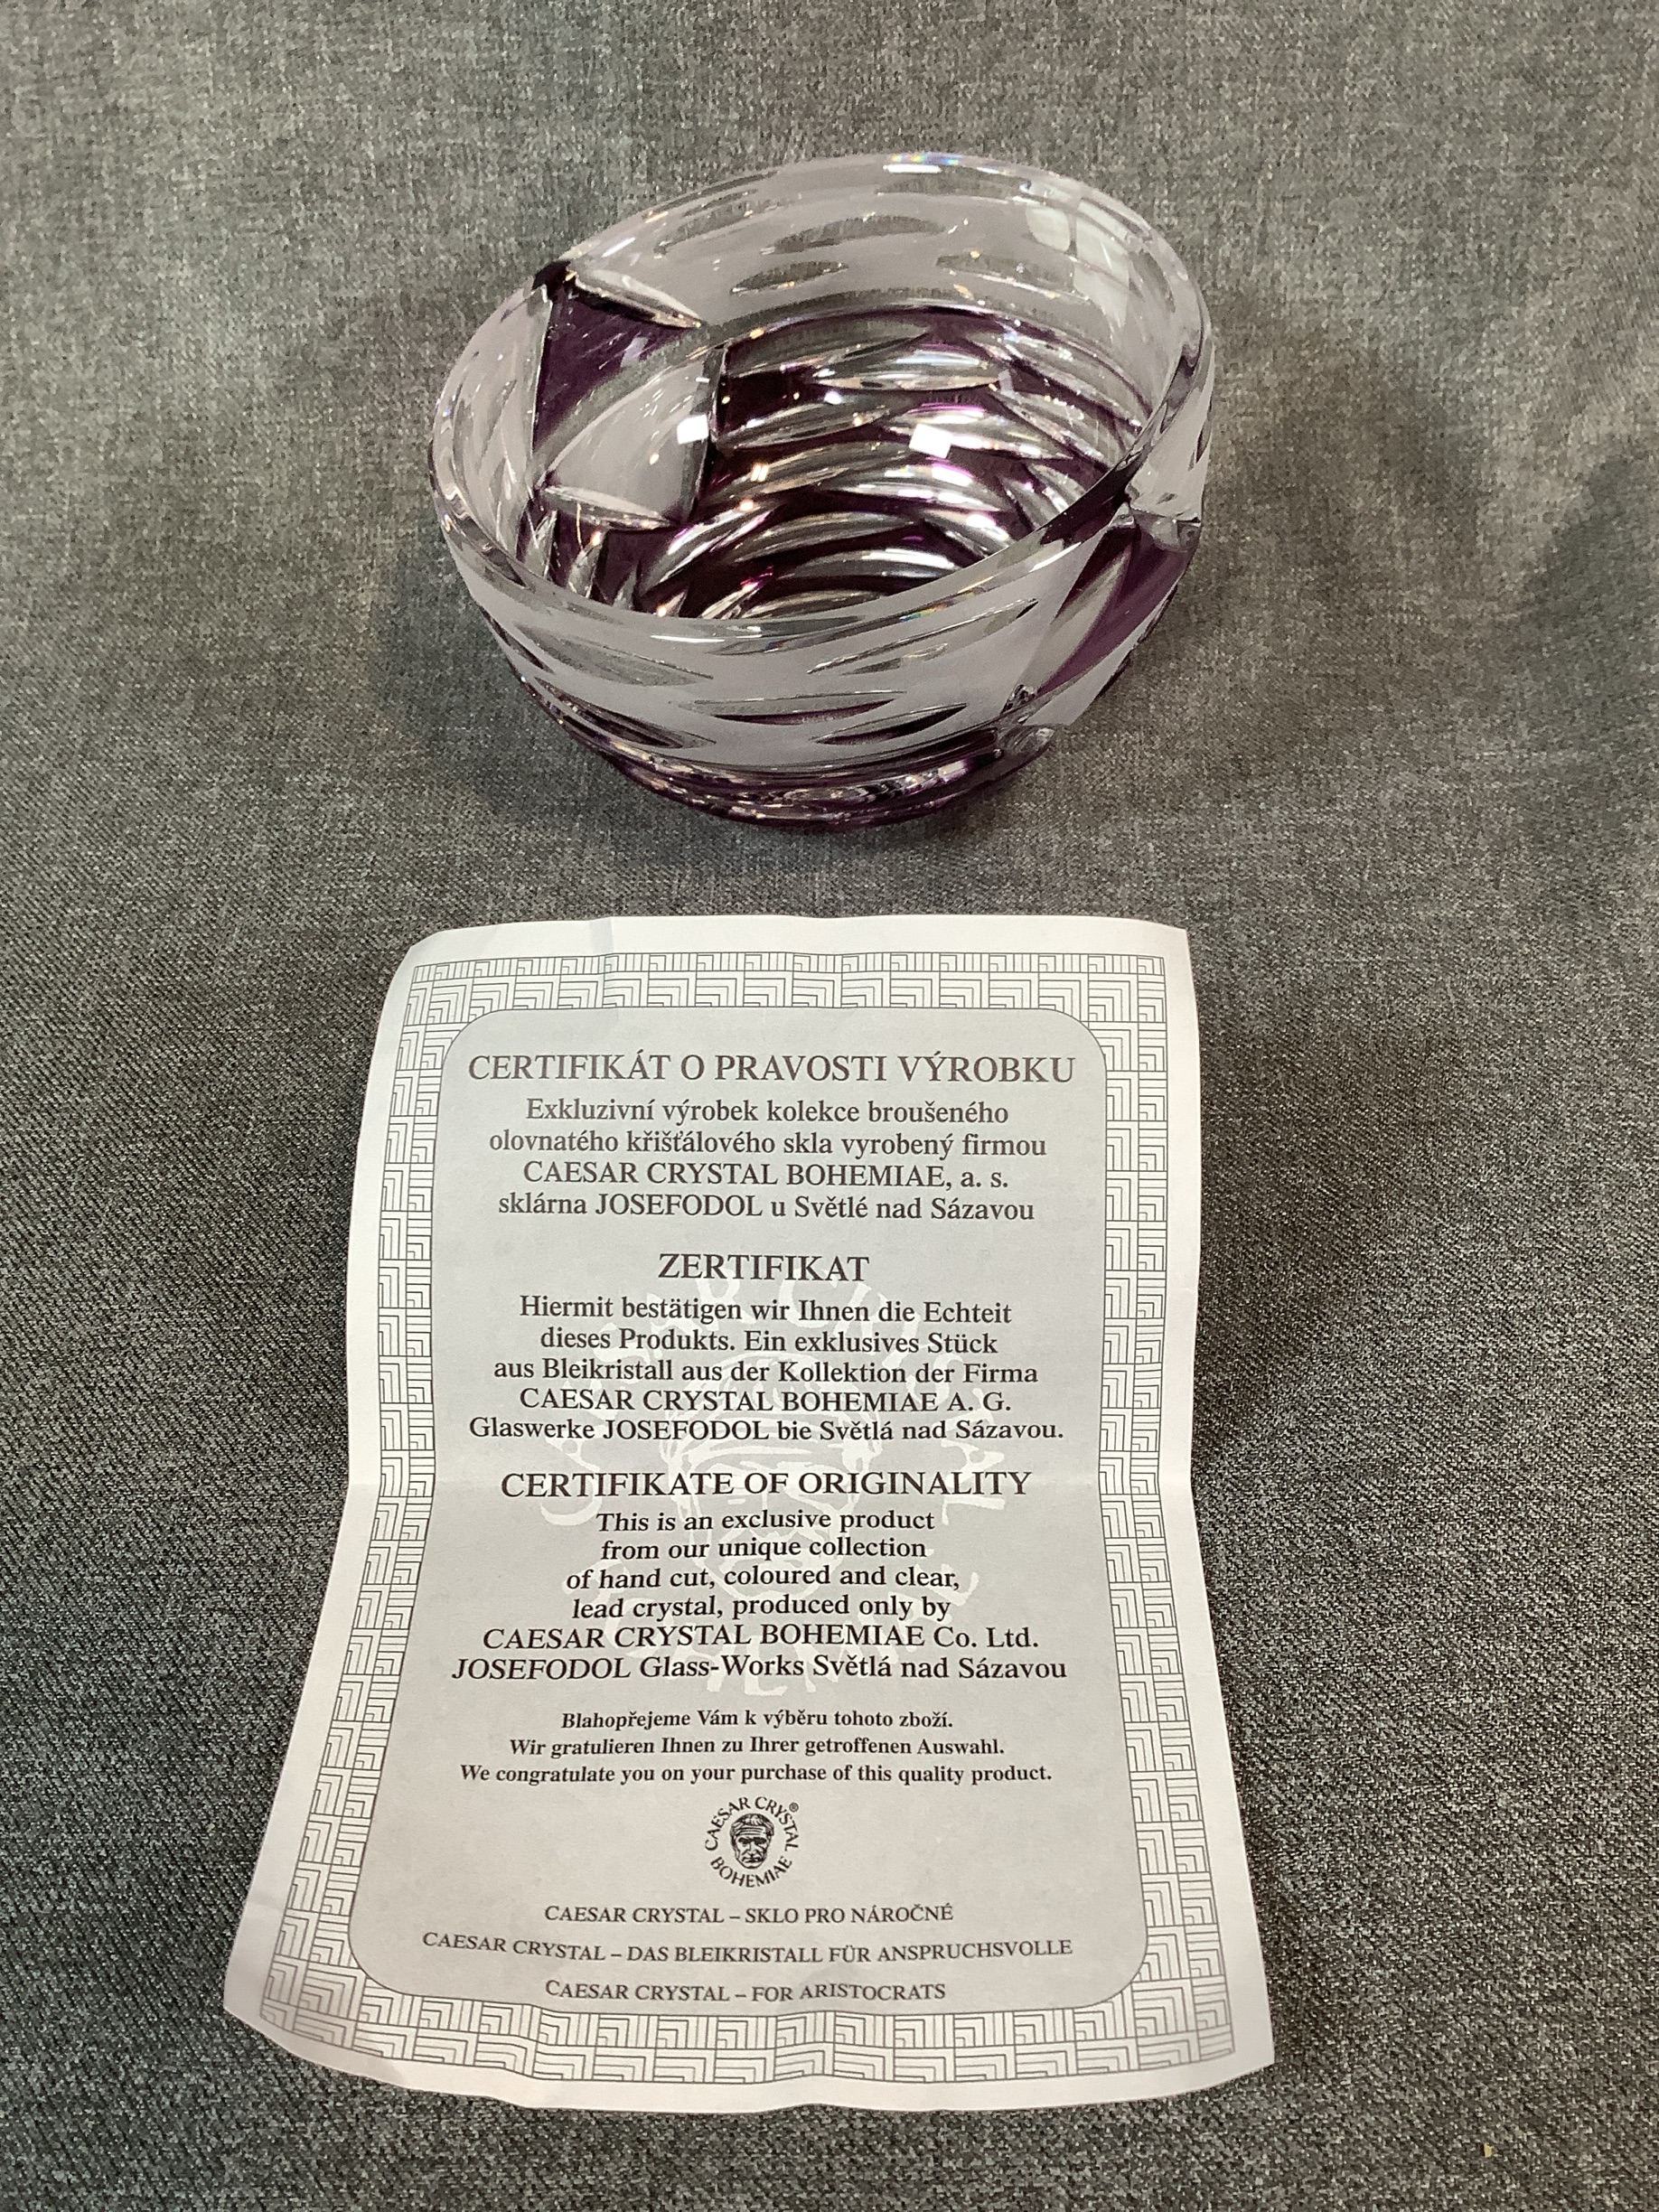 CERTIFIKÁT O PRAVOSTI VÝROBKU
Exkluzivní výrobek kolekce broušeného
olovnatého křišťálového skla vyrobený firmou
CAESAR CRYSTAL BOHEMIAE, a. s.
sklárna JOSEFODOL u Světlé nad Sázavou
ZERTIFIKAT
Hiermit bestätigen wir Ihnen die Echteit
dieses Produkts. Ein exklusives Stück
aus Bleikristall aus der Kollektion der Firma
CAESAR CRYSTAL BOHEMIAE A. G.
Glaswerke JOSEFODOL bie Světlá nad Sázavou.
CERTIFIKATE OF ORIGINALITY
This is an exclusive product
from our unique collection
of hand cut, coloured and clear,
lead crystal, produced only by
CAESAR CRYSTAL BOHEMIAE Co. Ltd.
JOSEFODOL Glass-Works Světlá nad Sázavou
Blahopřejeme Vám k výběru tohoto zboží.
Wir gratulieren Ihnen zu Ihrer getroffenen Auswahl.
We congratulate you on your purchase of this quality product.
CAESAR CRYSTAL®
BOHEMIAE
CAESAR CRYSTAL – SKLO PRO NÁROČNÉ
CAESAR CRYSTAL – DAS BLEIKRISTALL FÜR ANSPRUCHSVOLLE
CAESAR CRYSTAL – FOR ARISTOCRATS